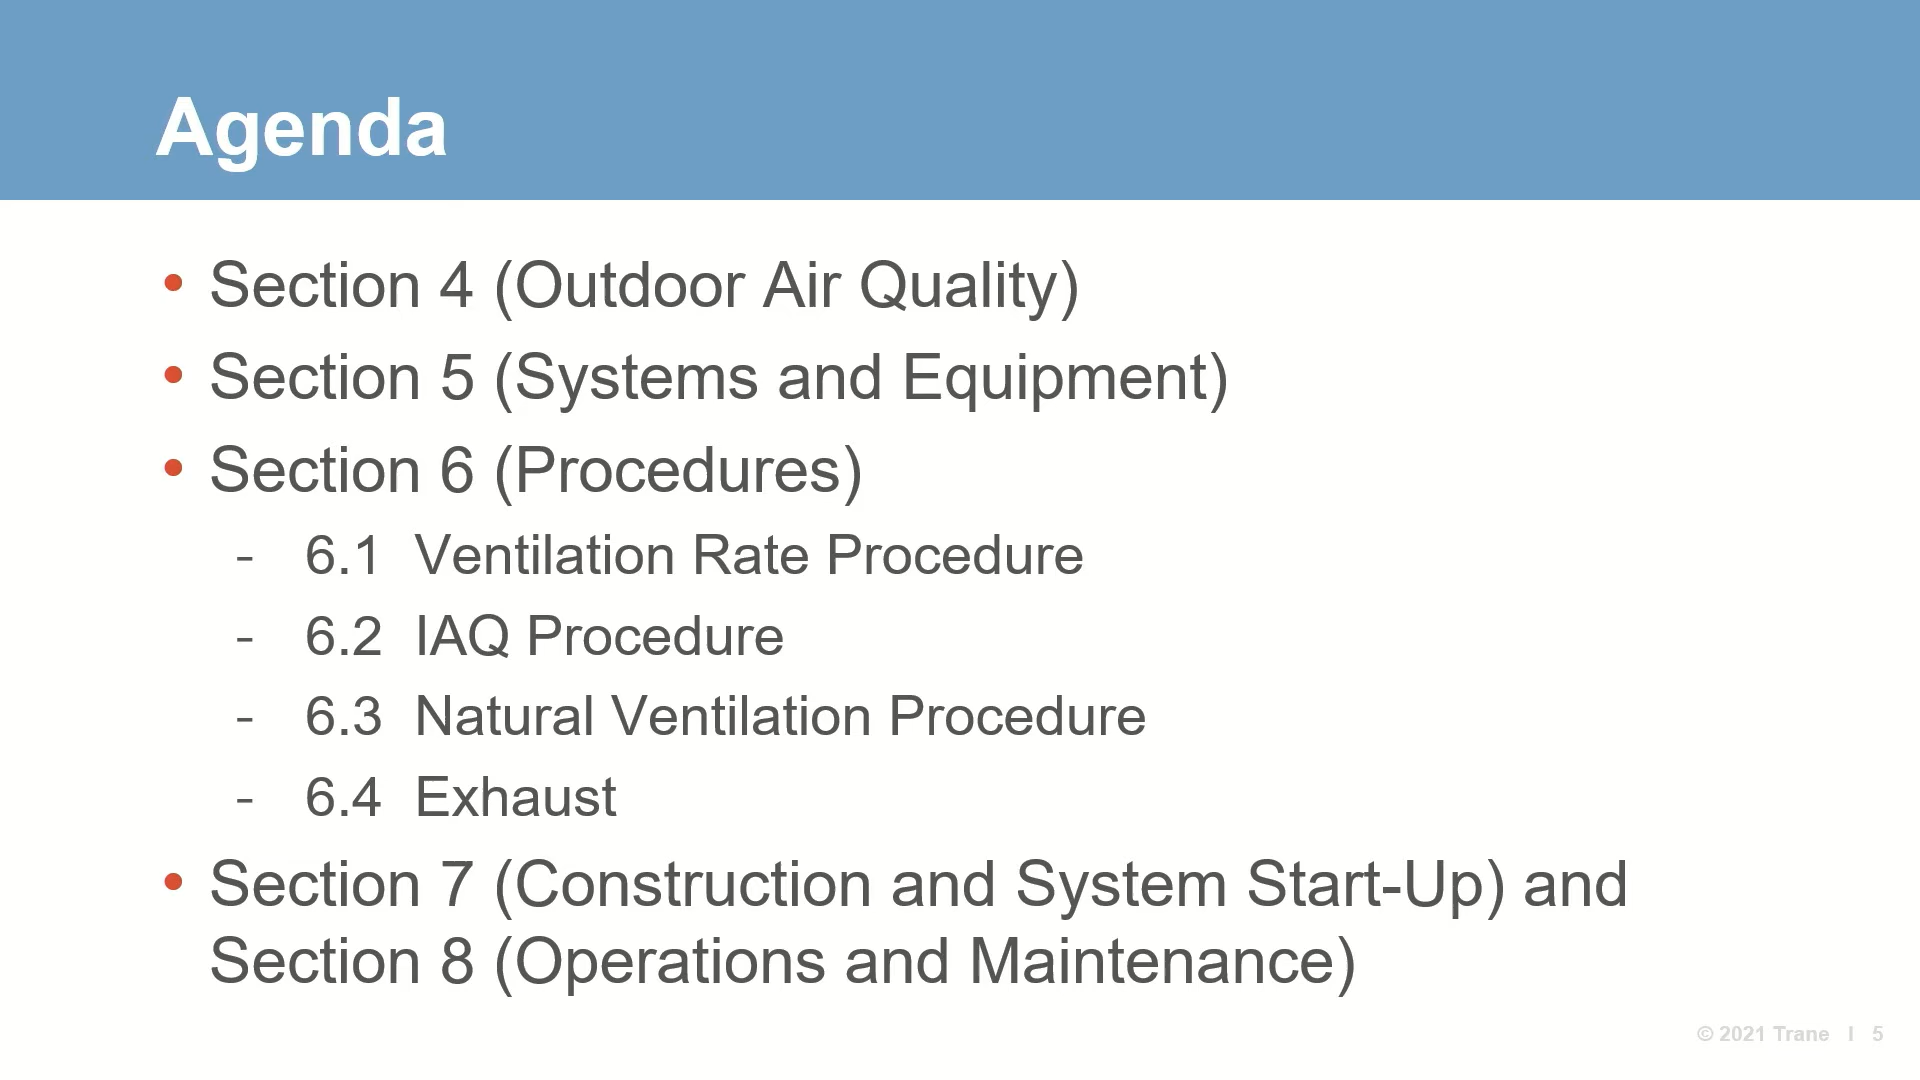 Agenda
• Section 4 (Outdoor Air Quality)
• Section 5 (Systems and Equipment)
• Section 6 (Procedures)
- 6.1 Ventilation Rate Procedure
- 6.2 IAQ Procedure
- 6.3 Natural Ventilation Procedure
- 6.4 Exhaust
• Section 7 (Construction and System Start-Up) and
Section 8 (Operations and Maintenance)
© 2021 Trane I 5